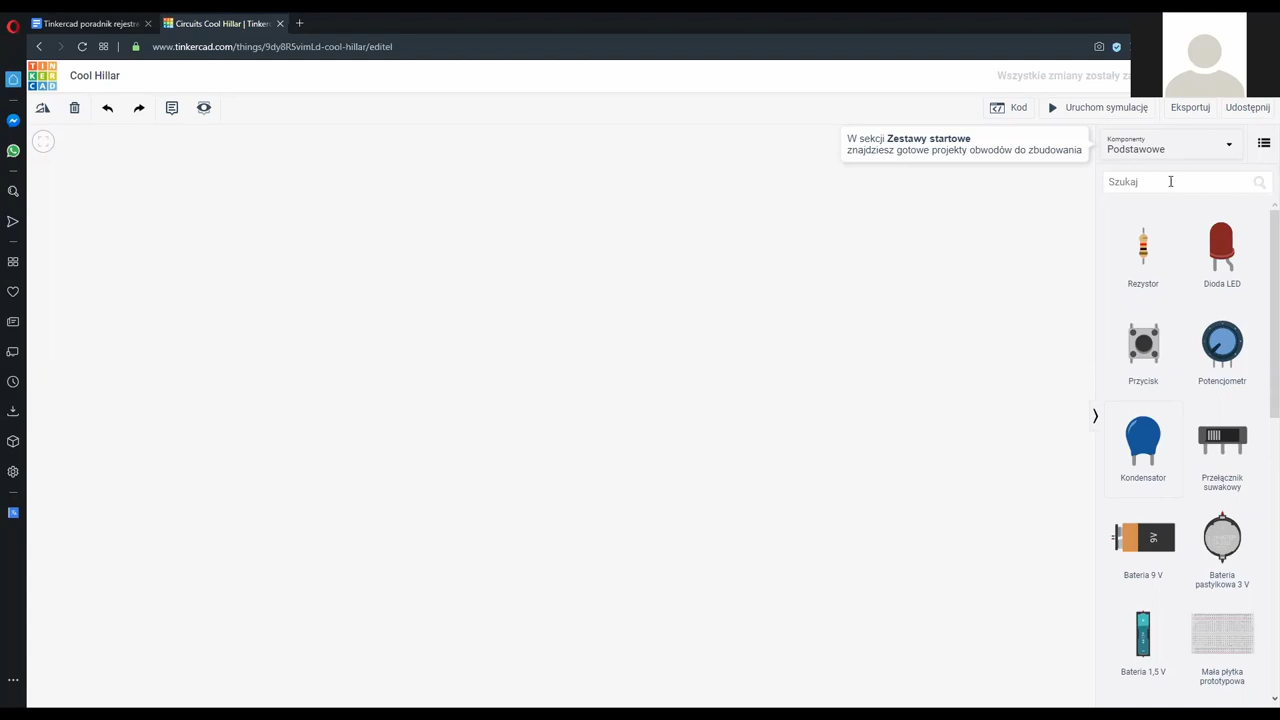 Tinkercad poradnik rejestr
Circuits Cool Hillar | Tinker
www.tinkercad.com/things/9dy8R5vimLd-cool-hillar/editel
TIN
KER
CAD
Cool Hillar
Wszystkie zmiany zostały za
Kod
Uruchom symulację
Eksportuj
Udostępnij
W sekcji Zestawy startowe
znajdziesz gotowe projekty obwodów do zbudowania
Komponenty
Podstawowe
Szukaj
Rezystor
Dioda LED
Przycisk
Potencjometr
Kondensator
Przełącznik
suwakowy
9V
Bateria 9 V
Bateria
pastylkowa 3 V
Bateria 1,5 V
Mała płytka
prototypowa